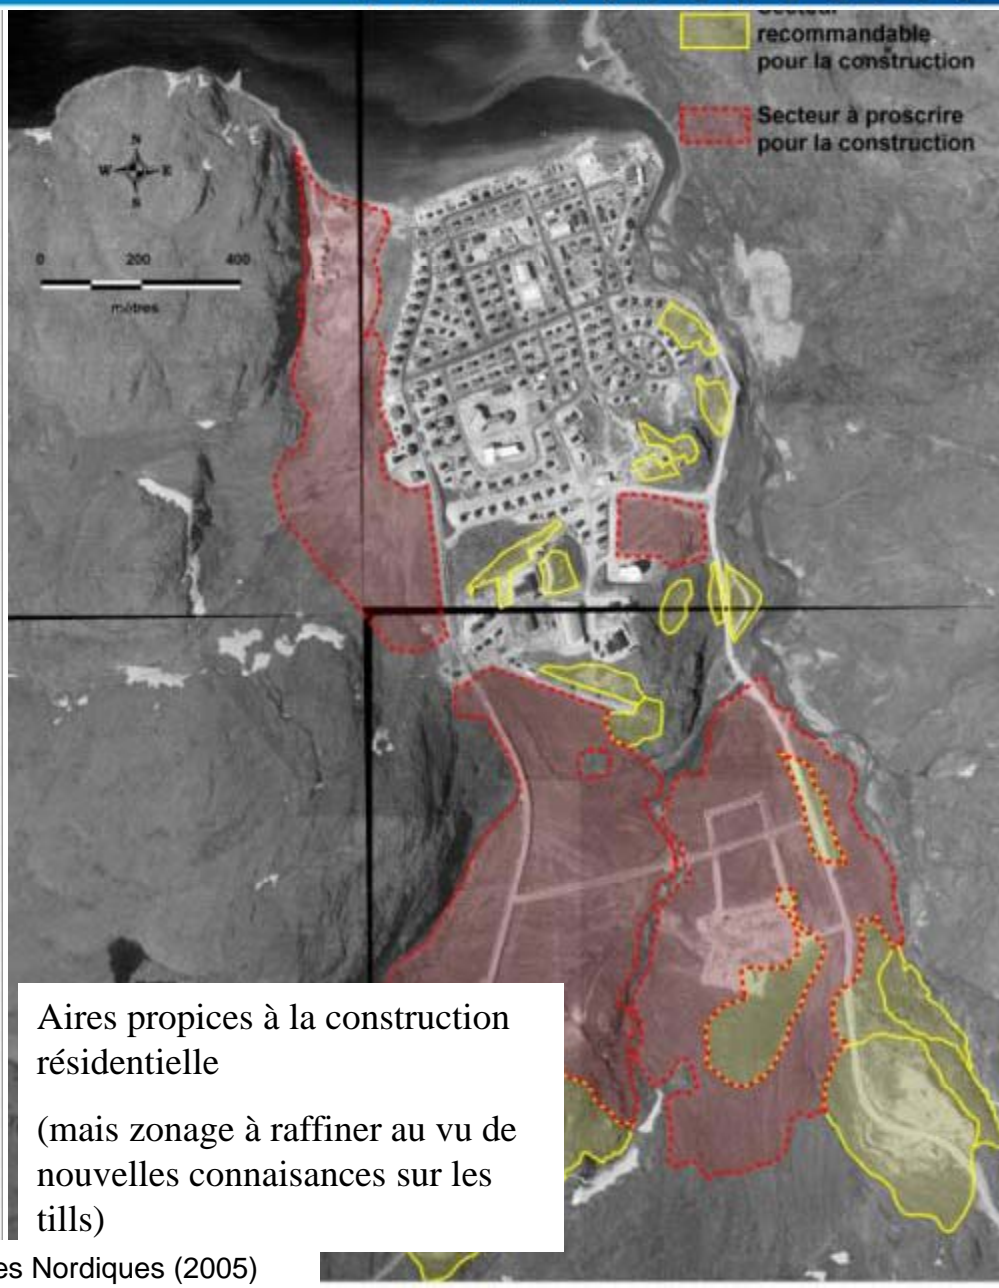 recommandable
pour la construction
Secteur à proscrire
pour la construction
N
W E
S
0 200 400
mètres
Aires propices à la construction
résidentielle
(mais zonage à raffiner au vu de
nouvelles connaisances sur les
tills)
es Nordiques (2005)